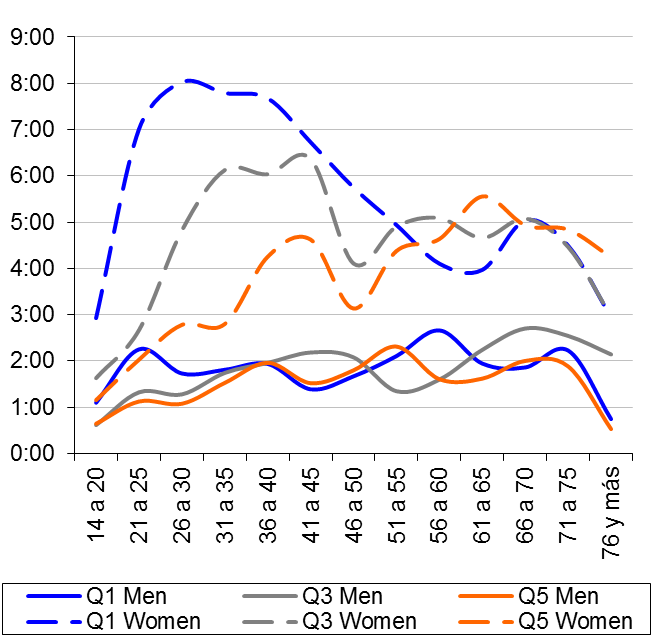 9:00
8:00
7:00
6:00
5:00
4:00
3:00
2:00
1:00
0:00
14 a 20
21 a 25
26 a 30
31 a 35
36 a 40
41 a 45
46 a 50
51 a 55
56 a 60
61 a 65
66 a 70
71 a 75
76 y más
Q1 Men Q3 Men Q5 Men
Q1 Women Q3 Women Q5 Women